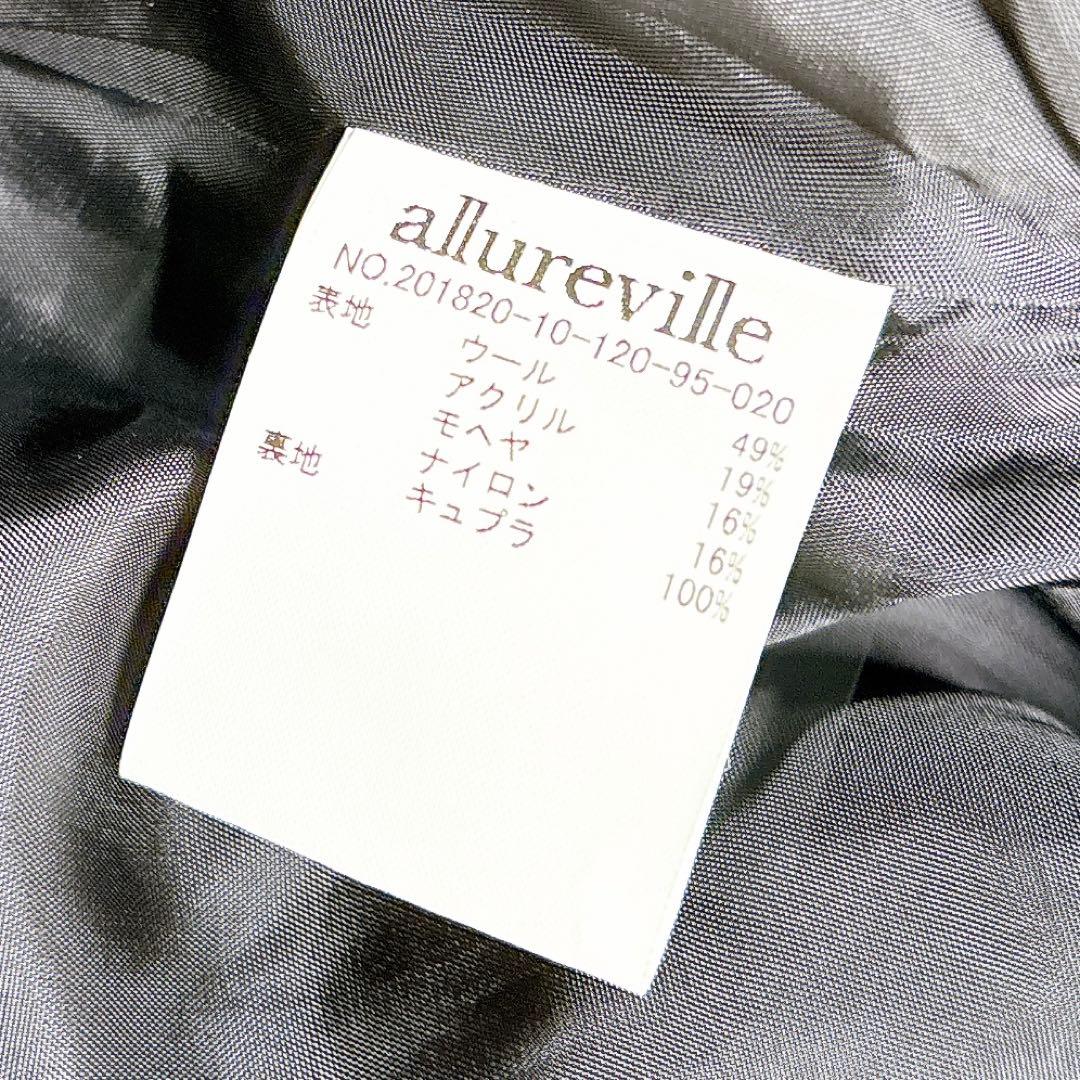 allureville
NO.201820-10-120-95-020
表地 ウール 49%
アクリル 19%
モヘヤ 16%
ナイロン 16%
裏地 キュプラ 100%